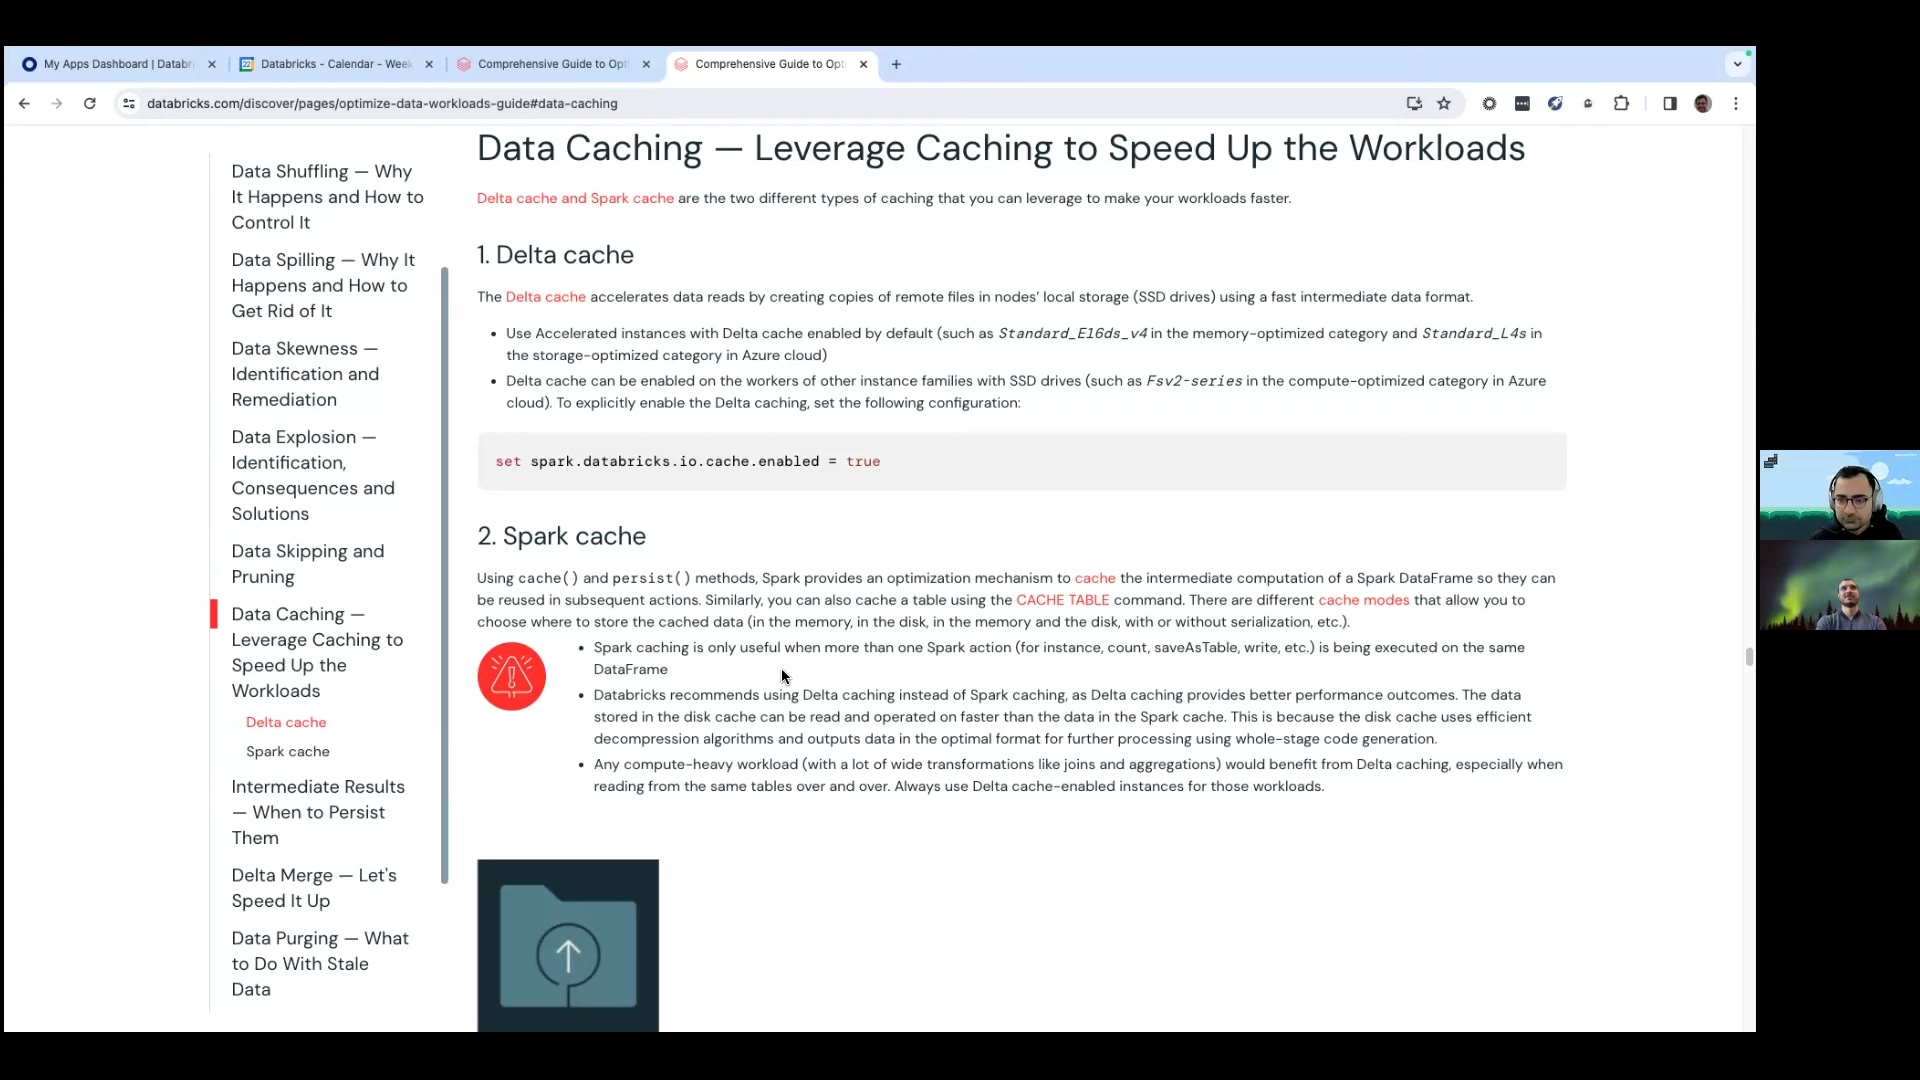 My Apps Dashboard | Databri
Databricks - Calendar - Week
Comprehensive Guide to Opti
Comprehensive Guide to Opti
databricks.com/discover/pages/optimize-data-workloads-guide#data-caching
Data Shuffling — Why
It Happens and How to
Control It
Data Spilling — Why It
Happens and How to
Get Rid of It
Data Skewness —
Identification and
Remediation
Data Explosion —
Identification,
Consequences and
Solutions
Data Skipping and
Pruning
Data Caching —
Leverage Caching to
Speed Up the
Workloads
Delta cache
Spark cache
Intermediate Results
— When to Persist
Them
Delta Merge — Let's
Speed It Up
Data Purging — What
to Do With Stale
Data
Data Caching — Leverage Caching to Speed Up the Workloads
Delta cache and Spark cache are the two different types of caching that you can leverage to make your workloads faster.
1. Delta cache
The Delta cache accelerates data reads by creating copies of remote files in nodes’ local storage (SSD drives) using a fast intermediate data format.
• Use Accelerated instances with Delta cache enabled by default (such as Standard_E16ds_v4 in the memory-optimized category and Standard_L4s in
the storage-optimized category in Azure cloud)
• Delta cache can be enabled on the workers of other instance families with SSD drives (such as Fsv2-series in the compute-optimized category in Azure
cloud). To explicitly enable the Delta caching, set the following configuration:
set spark.databricks.io.cache.enabled = true
2. Spark cache
Using cache() and persist() methods, Spark provides an optimization mechanism to cache the intermediate computation of a Spark DataFrame so they can
be reused in subsequent actions. Similarly, you can also cache a table using the CACHE TABLE command. There are different cache modes that allow you to
choose where to store the cached data (in the memory, in the disk, in the memory and the disk, with or without serialization, etc.).
• Spark caching is only useful when more than one Spark action (for instance, count, saveAsTable, write, etc.) is being executed on the same
DataFrame
• Databricks recommends using Delta caching instead of Spark caching, as Delta caching provides better performance outcomes. The data
stored in the disk cache can be read and operated on faster than the data in the Spark cache. This is because the disk cache uses efficient
decompression algorithms and outputs data in the optimal format for further processing using whole-stage code generation.
• Any compute-heavy workload (with a lot of wide transformations like joins and aggregations) would benefit from Delta caching, especially when
reading from the same tables over and over. Always use Delta cache-enabled instances for those workloads.